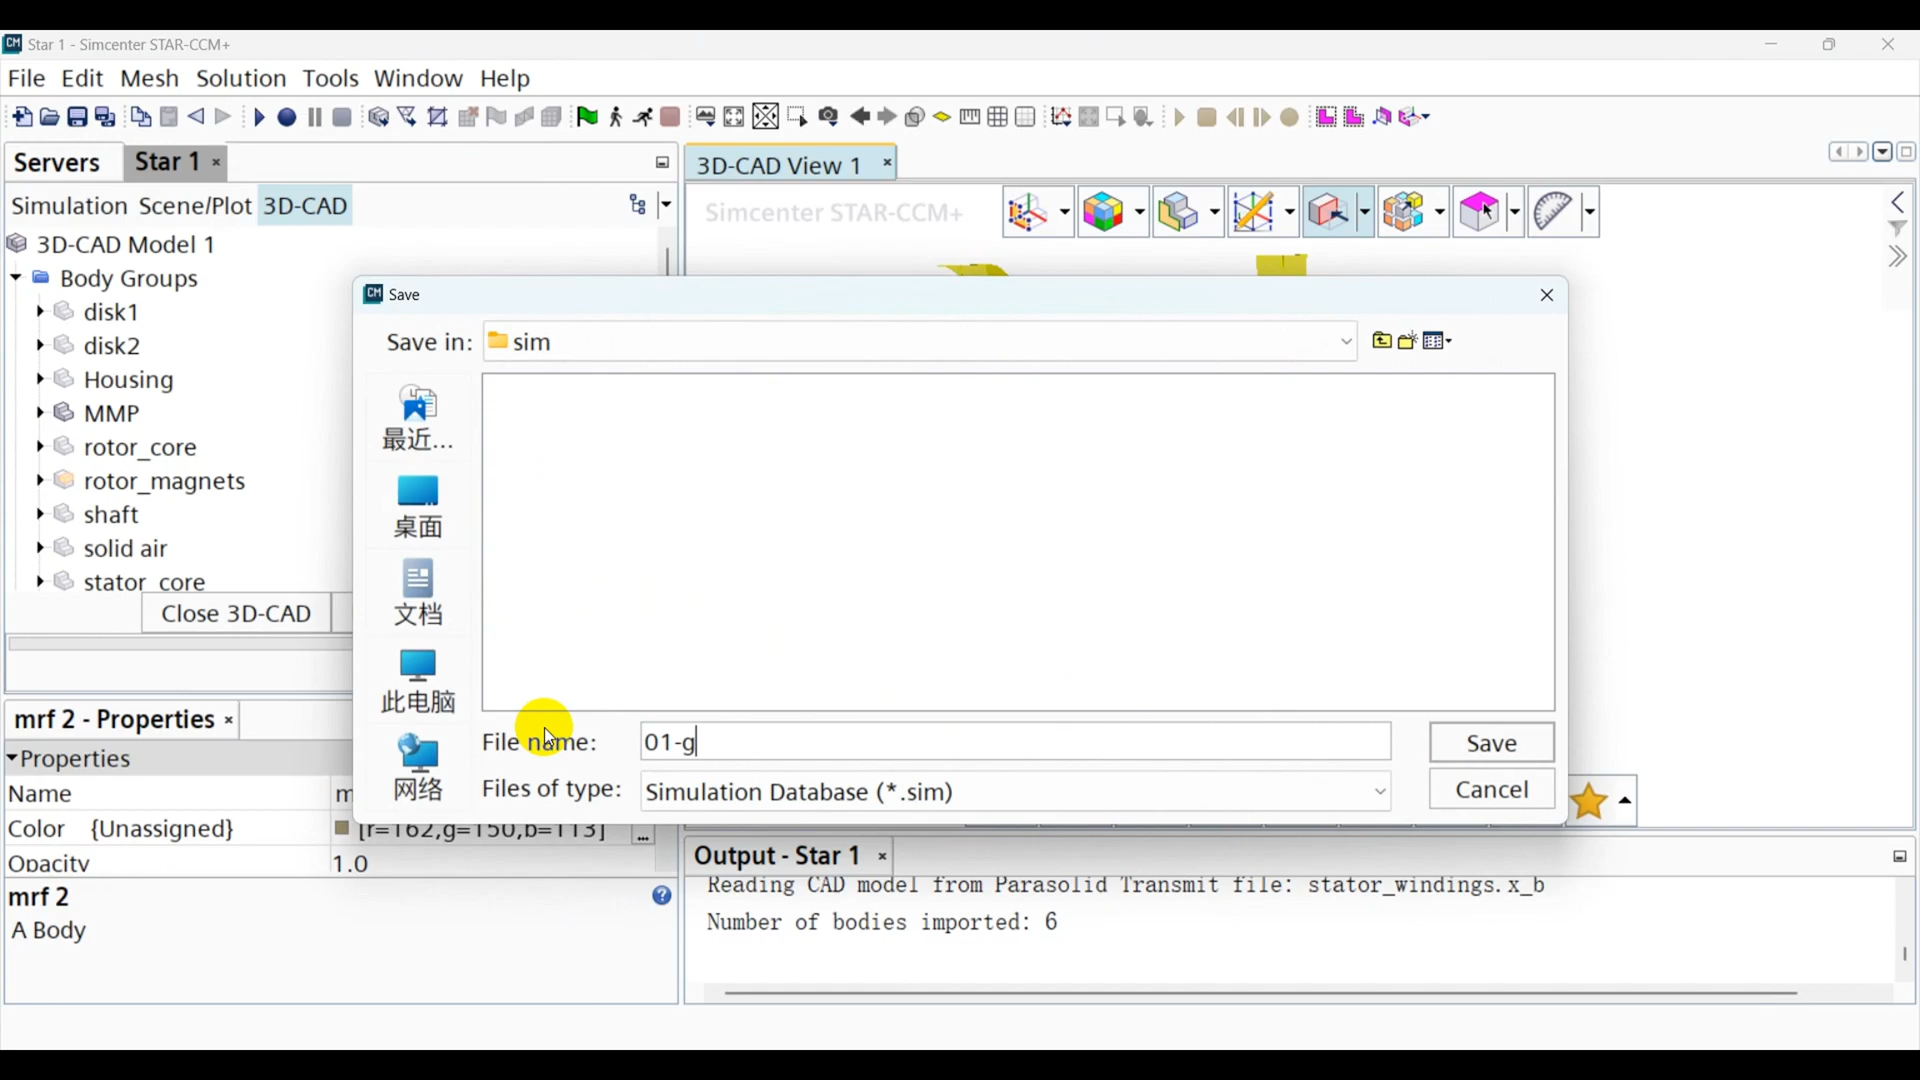 Star 1 - Simcenter STAR-CCM+
File Edit Mesh Solution Tools Window Help
Servers Star 1
3D-CAD View 1
Simulation Scene/Plot 3D-CAD
Simcenter STAR-CCM+
3D-CAD Model 1
Body Groups
disk1
disk2
Housing
MMP
rotor_core
rotor_magnets
shaft
solid air
stator core
Close 3D-CAD
Save
Save in: sim
最近...
桌面
文档
此电脑
网络
File name: 01-g
Save
Files of type: Simulation Database (*.sim)
Cancel
mrf 2 - Properties
Properties
Name
Color {Unassigned} [r=162,g=150,b=113] ...
Opacity 1.0
mrf 2
A Body
Output - Star 1
Reading CAD model from Parasolid Transmit file: stator_windings.x_b
Number of bodies imported: 6